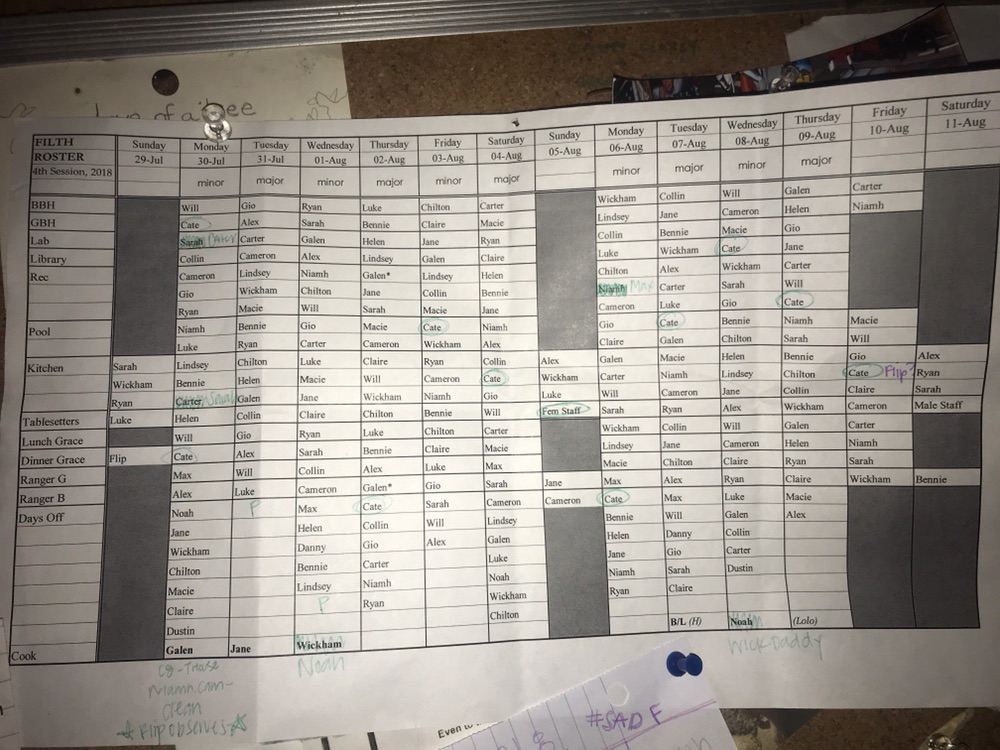 Love of a bee
FILTH ROSTER 4th Session, 2018
Sunday Monday Tuesday Wednesday Thursday Friday Saturday Sunday Monday Tuesday Wednesday Thursday Friday Saturday
29-Jul 30-Jul 31-Jul 01-Aug 02-Aug 03-Aug 04-Aug 05-Aug 06-Aug 07-Aug 08-Aug 09-Aug 10-Aug 11-Aug
minor major minor major minor major minor major minor major
BBH Will Gio Ryan Luke Chilton Carter Wickham Collin Will Galen Carter
GBH Cate Alex Sarah Bennie Claire Macie Lindsey Jane Cameron Helen Niamh
Lab Sarah Carter Carter Galen Helen Jane Ryan Collin Bennie Macie Gio
Library Collin Cameron Alex Lindsey Galen Claire Luke Wickham Cate Jane
Rec Cameron Lindsey Niamh Galen* Lindsey Helen Chilton Alex Wickham Carter
Gio Wickham Chilton Jane Collin Bennie Niamh Max Carter Sarah Will
Ryan Macie Will Sarah Macie Jane Cameron Luke Gio Cate
Pool Niamh Bennie Gio Macie Cate Niamh Gio Cate Bennie Niamh Macie
Luke Ryan Carter Cameron Wickham Alex Claire Galen Chilton Sarah Will
Kitchen Sarah Lindsey Chilton Luke Claire Ryan Collin Alex Galen Macie Helen Bennie Gio Alex
Wickham Bennie Helen Macie Will Cameron Cate Wickham Carter Niamh Lindsey Chilton Cate Flip? Ryan
Ryan Carter Galen Jane Wickham Niamh Gio Luke Will Cameron Jane Collin Claire Sarah
Tablesetters Luke Helen Collin Claire Chilton Bennie Will Fem Staff Sarah Ryan Alex Wickham Cameron Male Staff
Lunch Grace Will Gio Ryan Luke Chilton Carter Wickham Collin Will Galen Carter
Dinner Grace Flip Cate Alex Sarah Bennie Claire Macie Lindsey Jane Cameron Helen Niamh
Ranger G Max Will Collin Alex Luke Max Macie Chilton Claire Ryan Sarah
Ranger B Alex Luke Cameron Galen* Gio Sarah Jane Max Alex Ryan Claire Wickham Bennie
Days Off Noah P Max Cate Sarah Cameron Cameron Cate Max Luke Macie
Jane Helen Collin Will Lindsey Bennie Will Galen Alex
Wickham Danny Gio Alex Galen Helen Danny Collin
Chilton Bennie Carter Luke Jane Gio Carter
Macie Lindsey Niamh Noah Niamh Sarah Dustin
Claire P Ryan Wickham Ryan Claire
Dustin Chilton
Cook Galen Jane Wickham B/L (H) Noah (Lolo)
Noah
WickDaddy
Niamh, Cam-
Clean
Flip observes
Even to
#SAD F